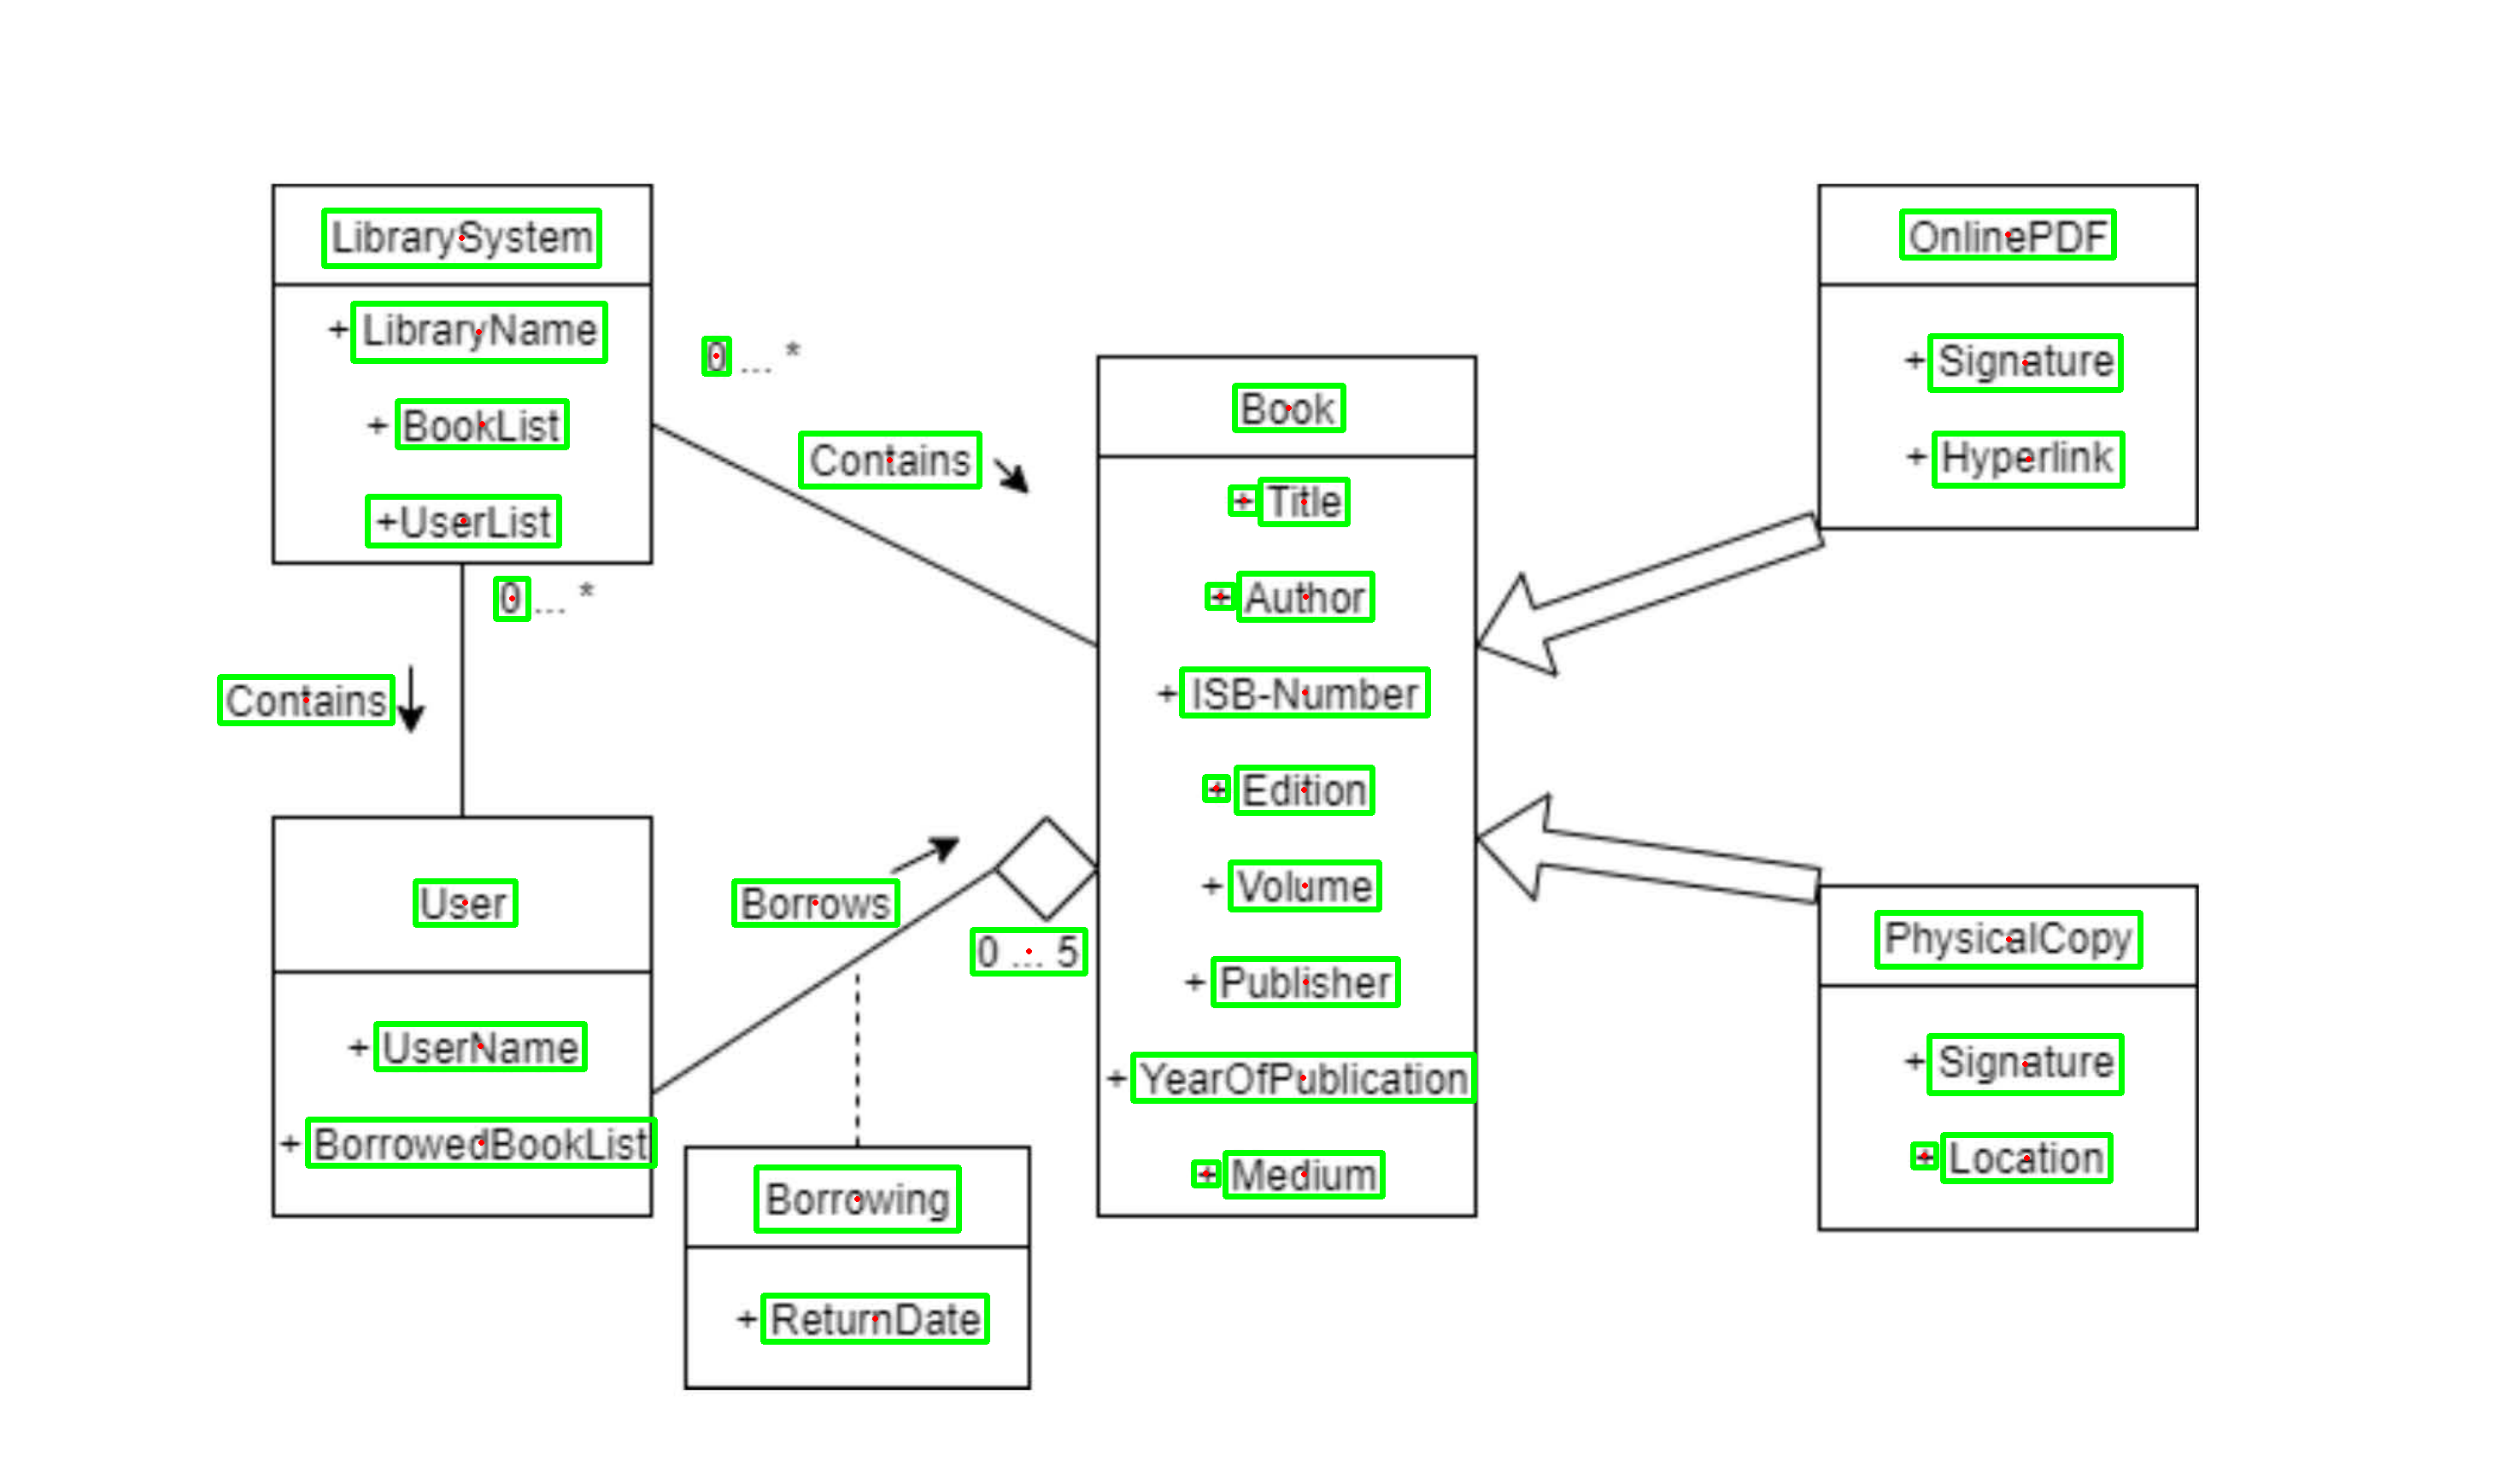 LibrarySystem
+ LibraryName
+ BookList
+UserList
0 ... *
Contains
0 ... *
Contains
User
+ UserName
+ BorrowedBookList
Borrows
0 ... 5
Borrowing
+ ReturnDate
Book
+ Title
+ Author
+ ISB-Number
+ Edition
+ Volume
+ Publisher
+ YearOfPublication
+ Medium
OnlinePDF
+ Signature
+ Hyperlink
PhysicalCopy
+ Signature
+ Location